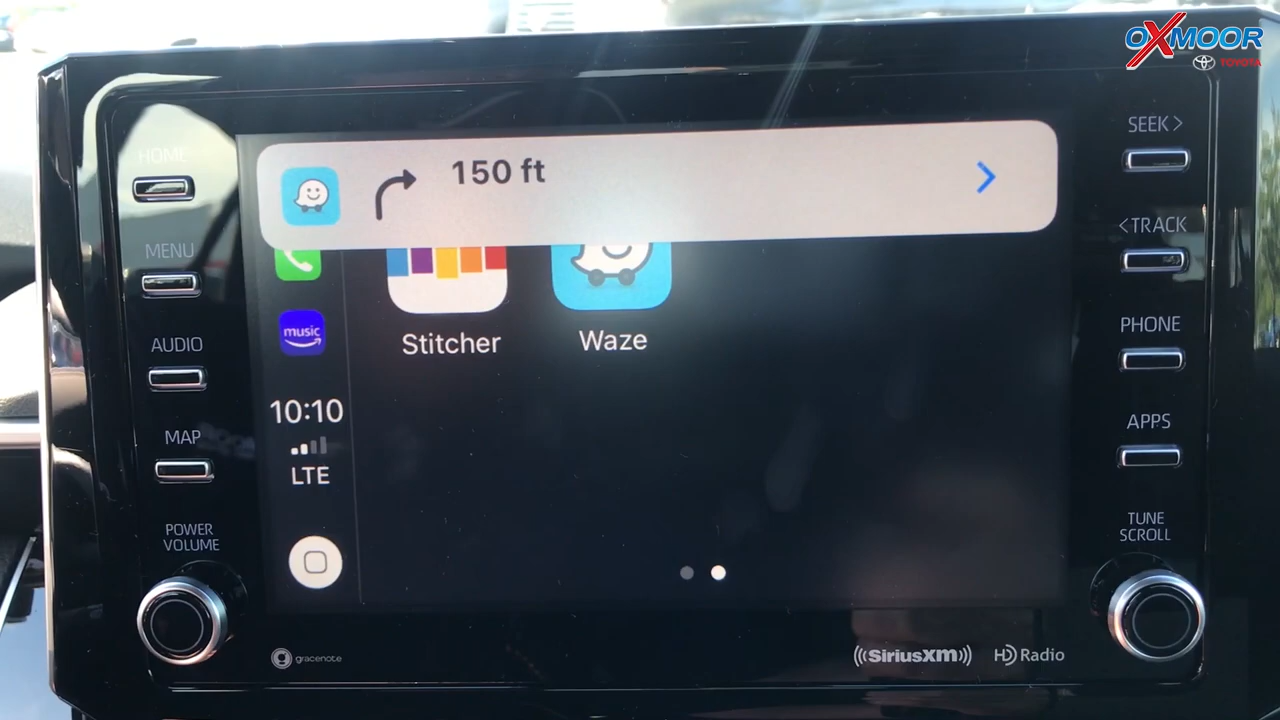 OXMOOR
TOYOTA
HOME
MENU
AUDIO
MAP
POWER
VOLUME
150 ft
music
10:10
LTE
Stitcher
Waze
SEEK >
< TRACK
PHONE
APPS
TUNE
SCROLL
gracenote
((SiriusXM))
HD Radio